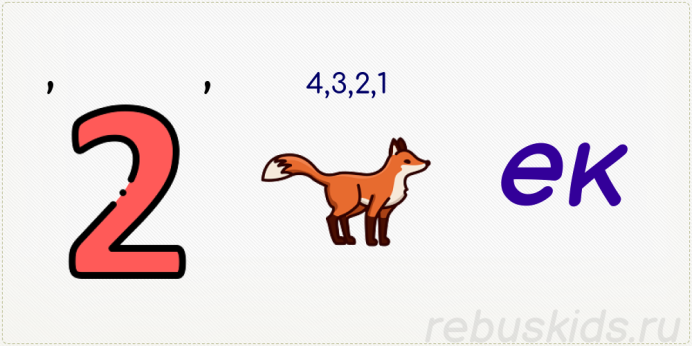 , 2 , 4,3,2,1 ек
rebuskids.ru